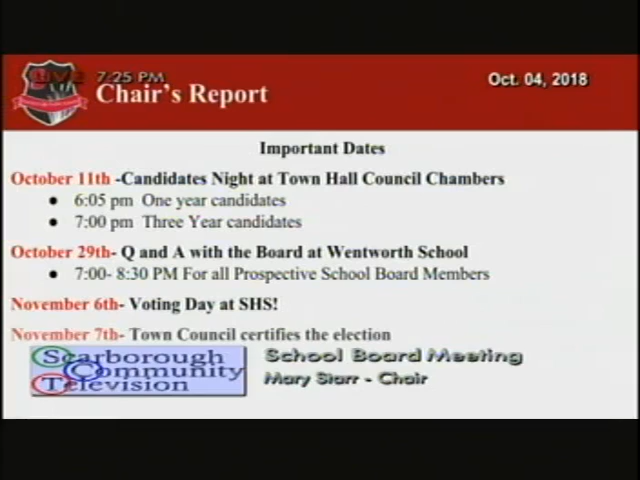 LIVE
7:25 PM
Oct. 04, 2018
Chair's Report
Important Dates
October 11th -Candidates Night at Town Hall Council Chambers
● 6:05 pm One year candidates
● 7:00 pm Three Year candidates
October 29th- Q and A with the Board at Wentworth School
● 7:00- 8:30 PM For all Prospective School Board Members
November 6th- Voting Day at SHS!
November 7th- Town Council certifies the election
Scarborough
Community
Television
School Board Meeting
Mary Starr - Chair